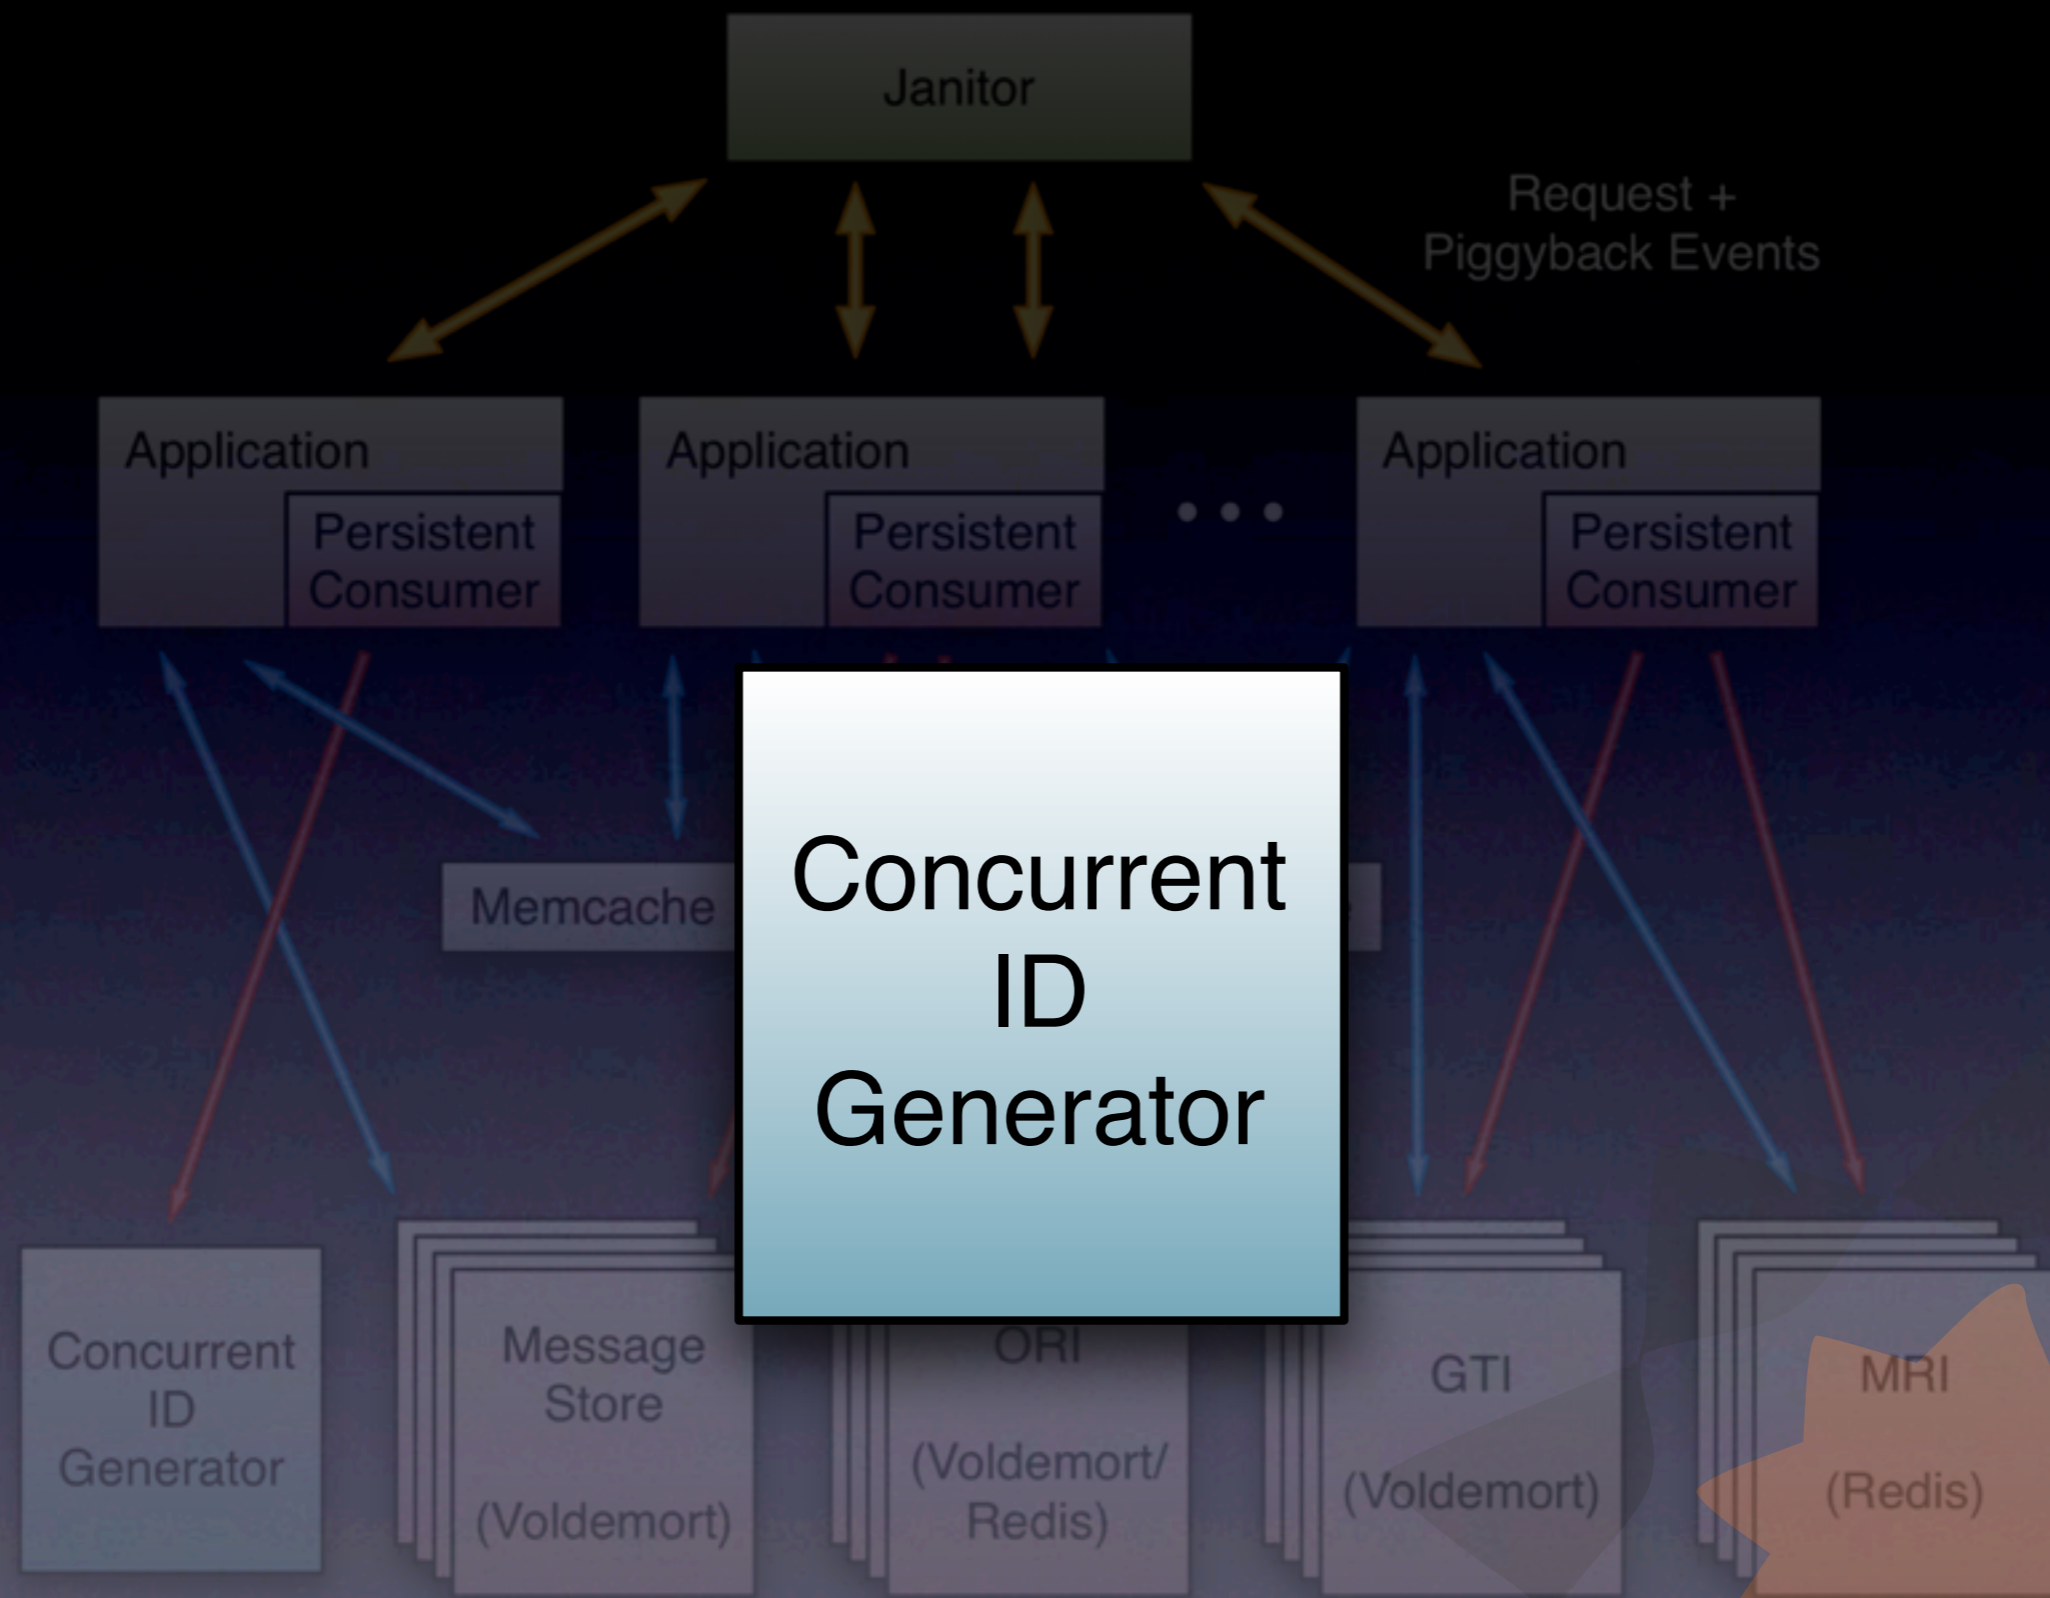 Janitor
Request +
Piggyback Events
Application
Persistent
Consumer
Application
Persistent
Consumer
Application
Persistent
Consumer
Memcache
Concurrent
ID
Generator
Concurrent
ID
Generator
Message
Store
(Voldemort)
ORI
(Voldemort/
Redis)
GTI
(Voldemort)
MRI
(Redis)